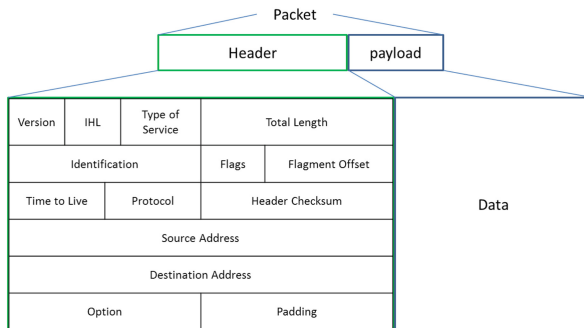 Packet
Header
payload
Version
IHL
Type of
Service
Total Length
Identification
Flags
Flagment Offset
Time to Live
Protocol
Header Checksum
Source Address
Destination Address
Option
Padding
Data